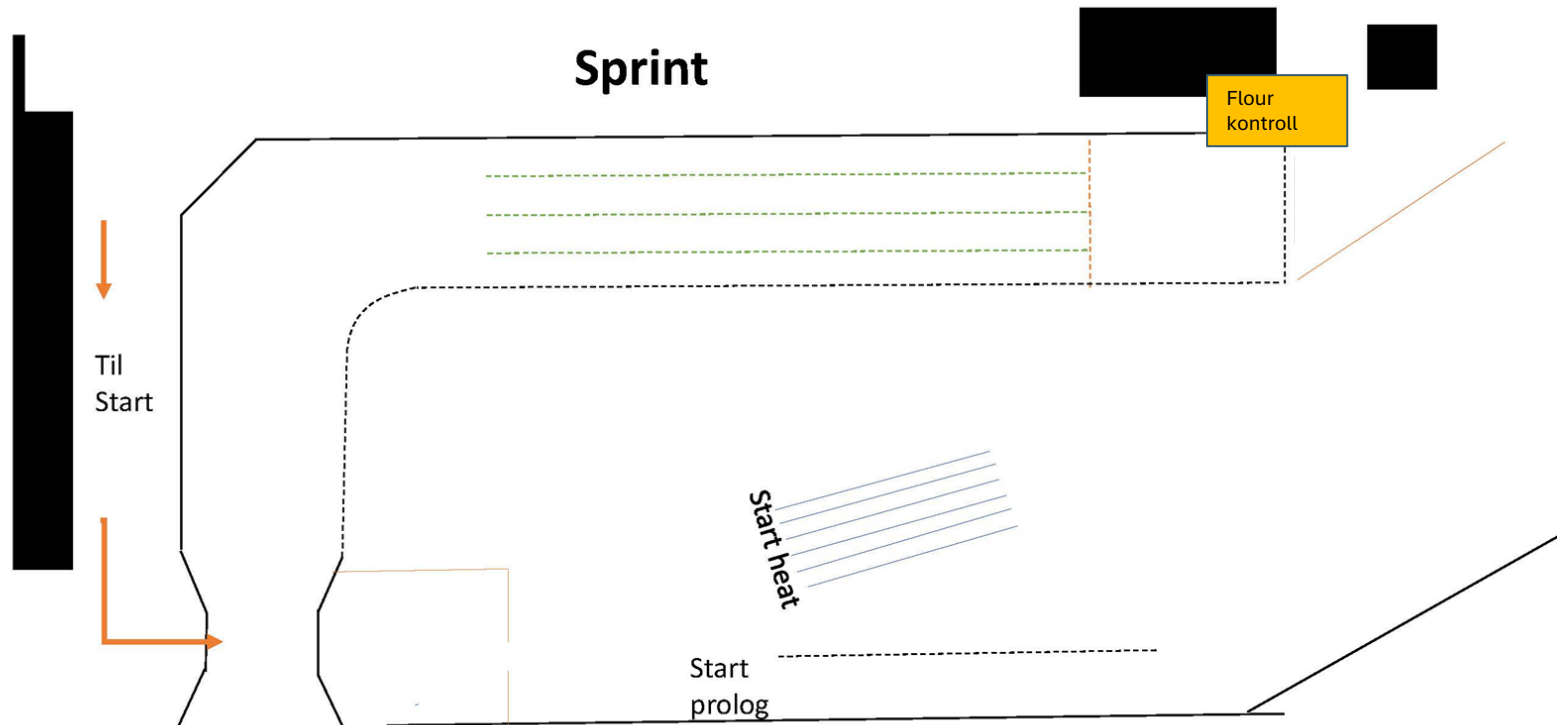 Sprint
Flour
kontroll
Til
Start
Start heat
Start
prolog